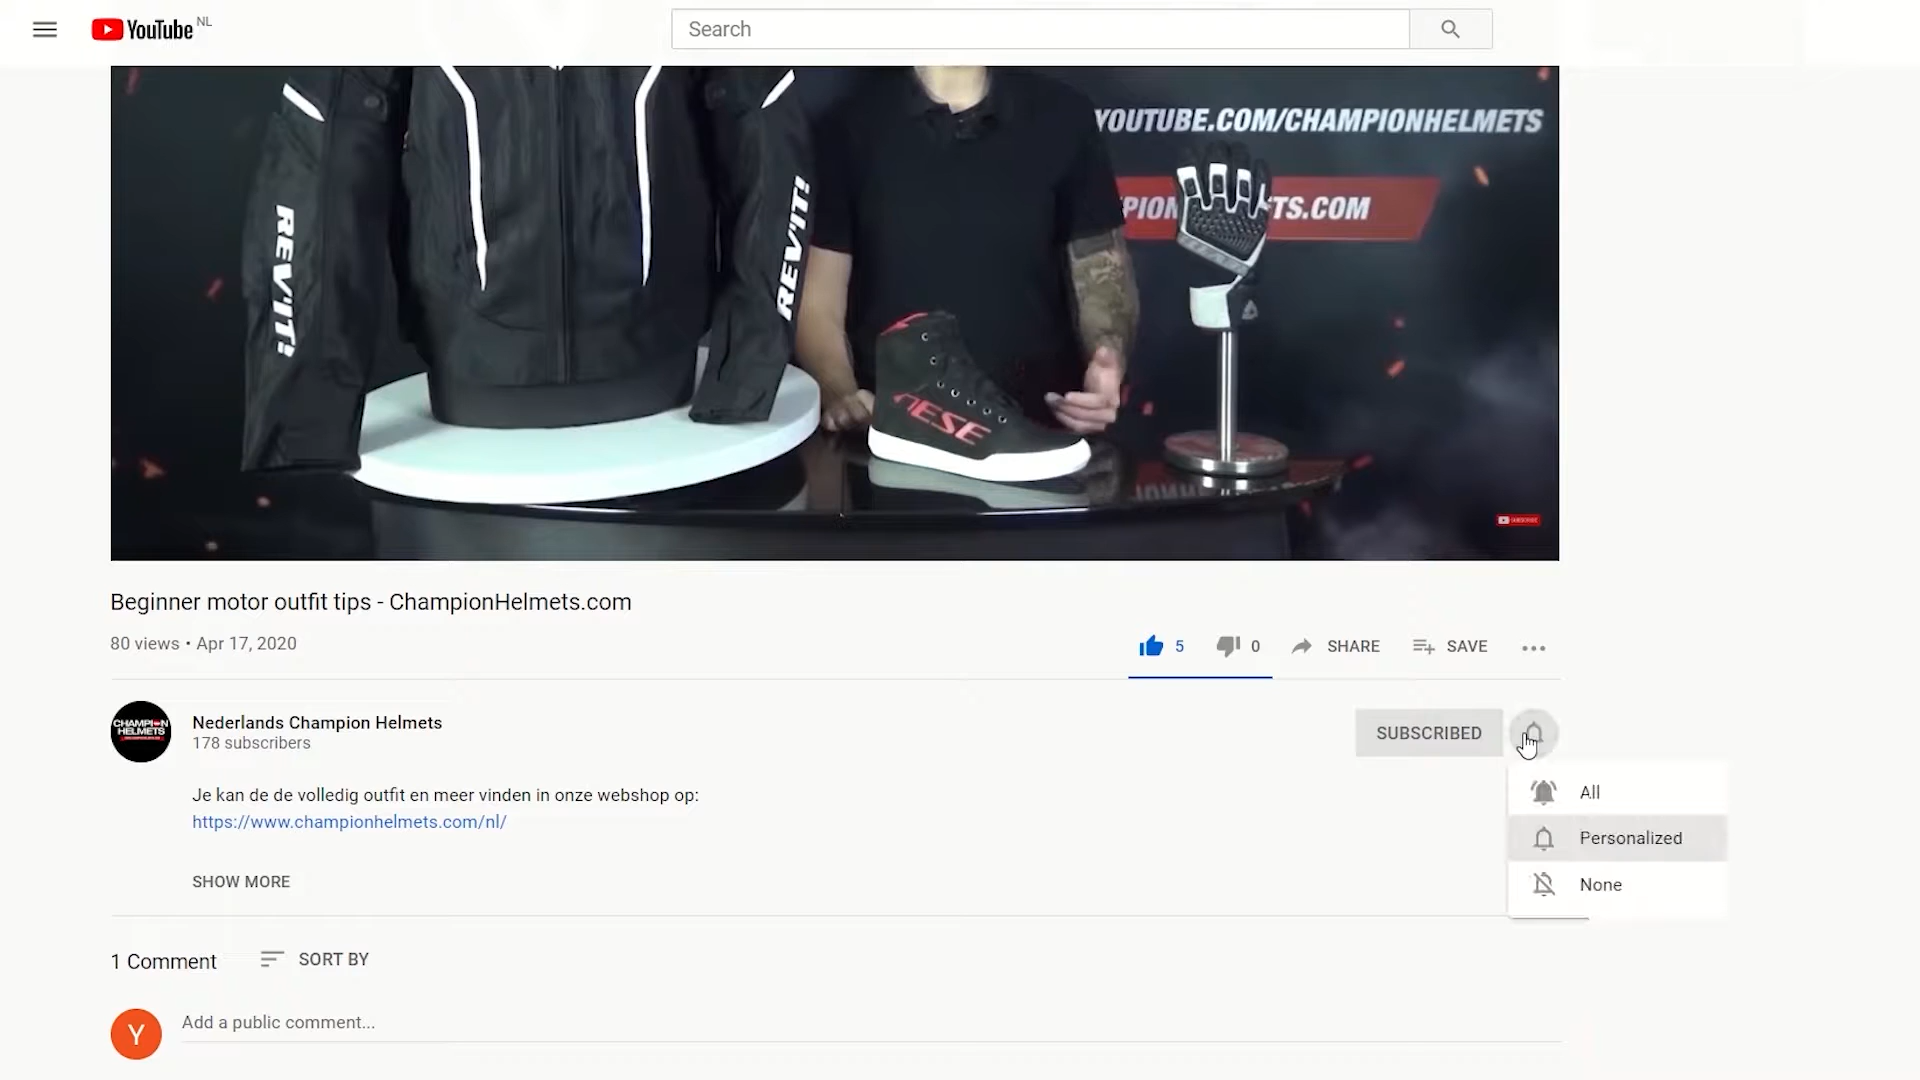 YouTube NL
Search
YOUTUBE.COM/CHAMPIONHELMETS
REV'IT!
REV'IT!
SUBSCRIBE
Beginner motor outfit tips - ChampionHelmets.com
80 views • Apr 17, 2020
5
0
SHARE
SAVE
CHAMPION
HELMETS
Nederlands Champion Helmets
178 subscribers
SUBSCRIBED
Je kan de de volledig outfit en meer vinden in onze webshop op:
https://www.championhelmets.com/nl/
SHOW MORE
All
Personalized
None
1 Comment
SORT BY
Y
Add a public comment...